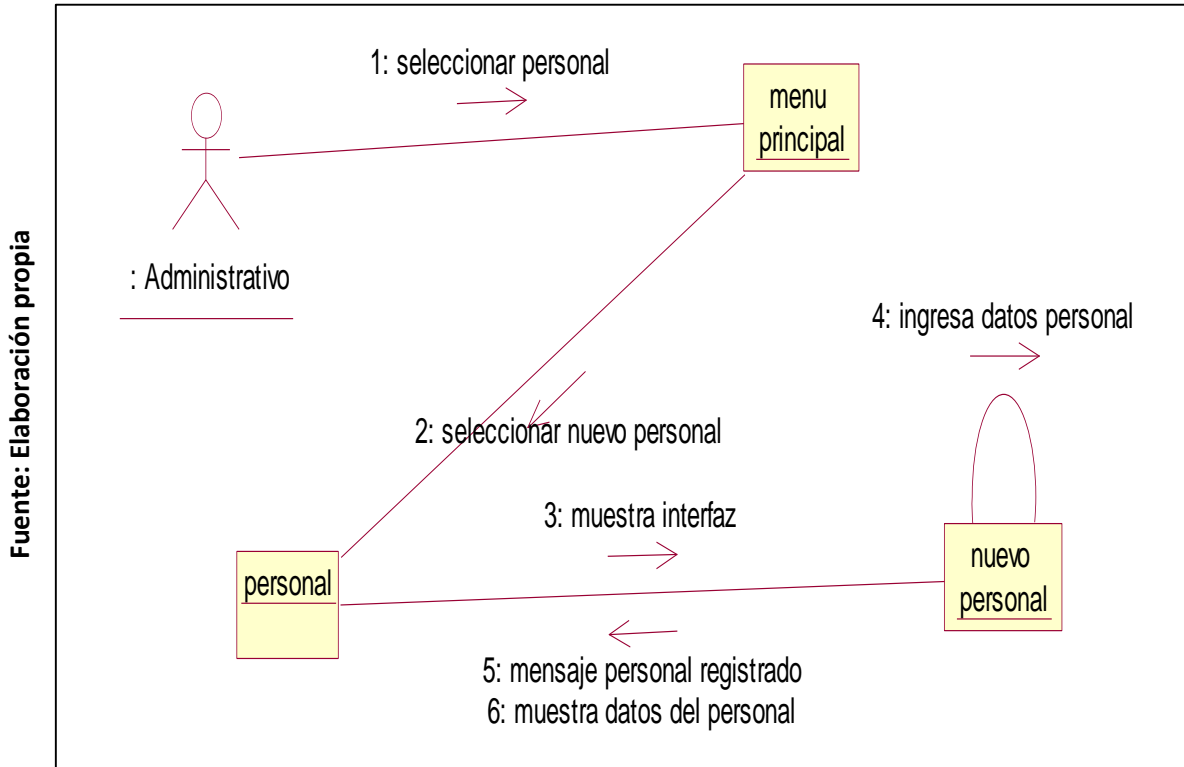 1: seleccionar personal
menu
principal
: Administrativo
Fuente: Elaboración propia
4: ingresa datos personal
2: seleccionar nuevo personal
3: muestra interfaz
personal
nuevo
personal
5: mensaje personal registrado
6: muestra datos del personal